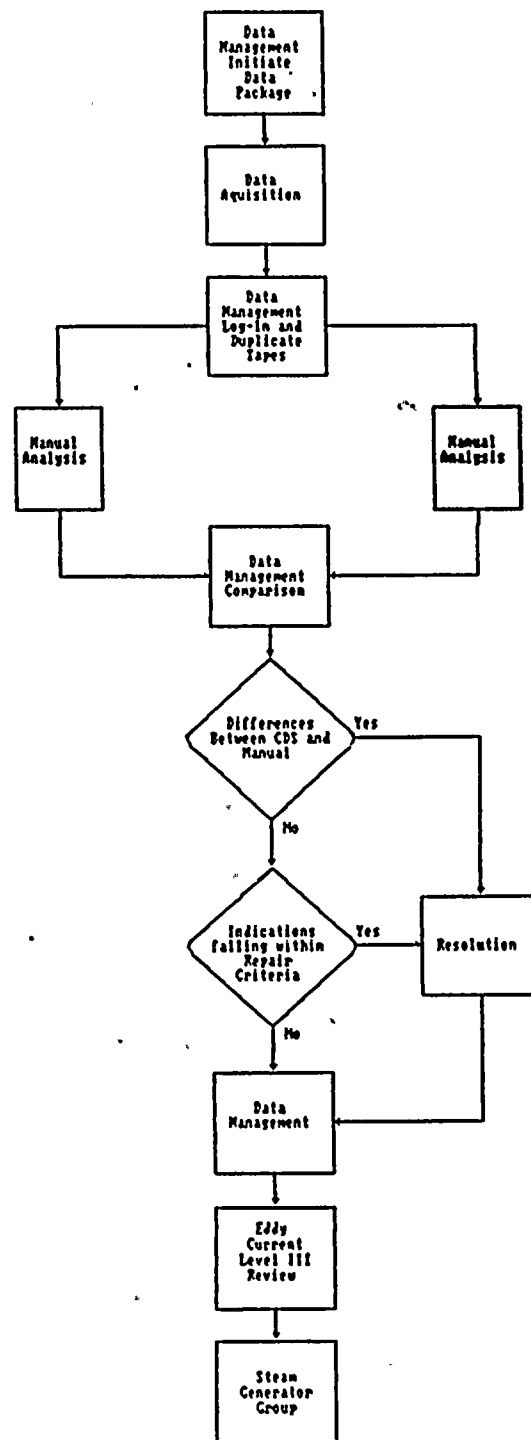 Data
Management
Initiate
Data
Package
Data
Aquisition
Data
Management
Log-in and
Duplicate
Tapes
Manual
Analysis
Manual
Analysis
Data
Management
Comparison
Differences
Between CDS and
Manual
Yes
No
Indications
falling within
Repair
Criteria
Yes
No
Resolution
Data
Management
Eddy
Current
Level III
Review
Steam
Generator
Group